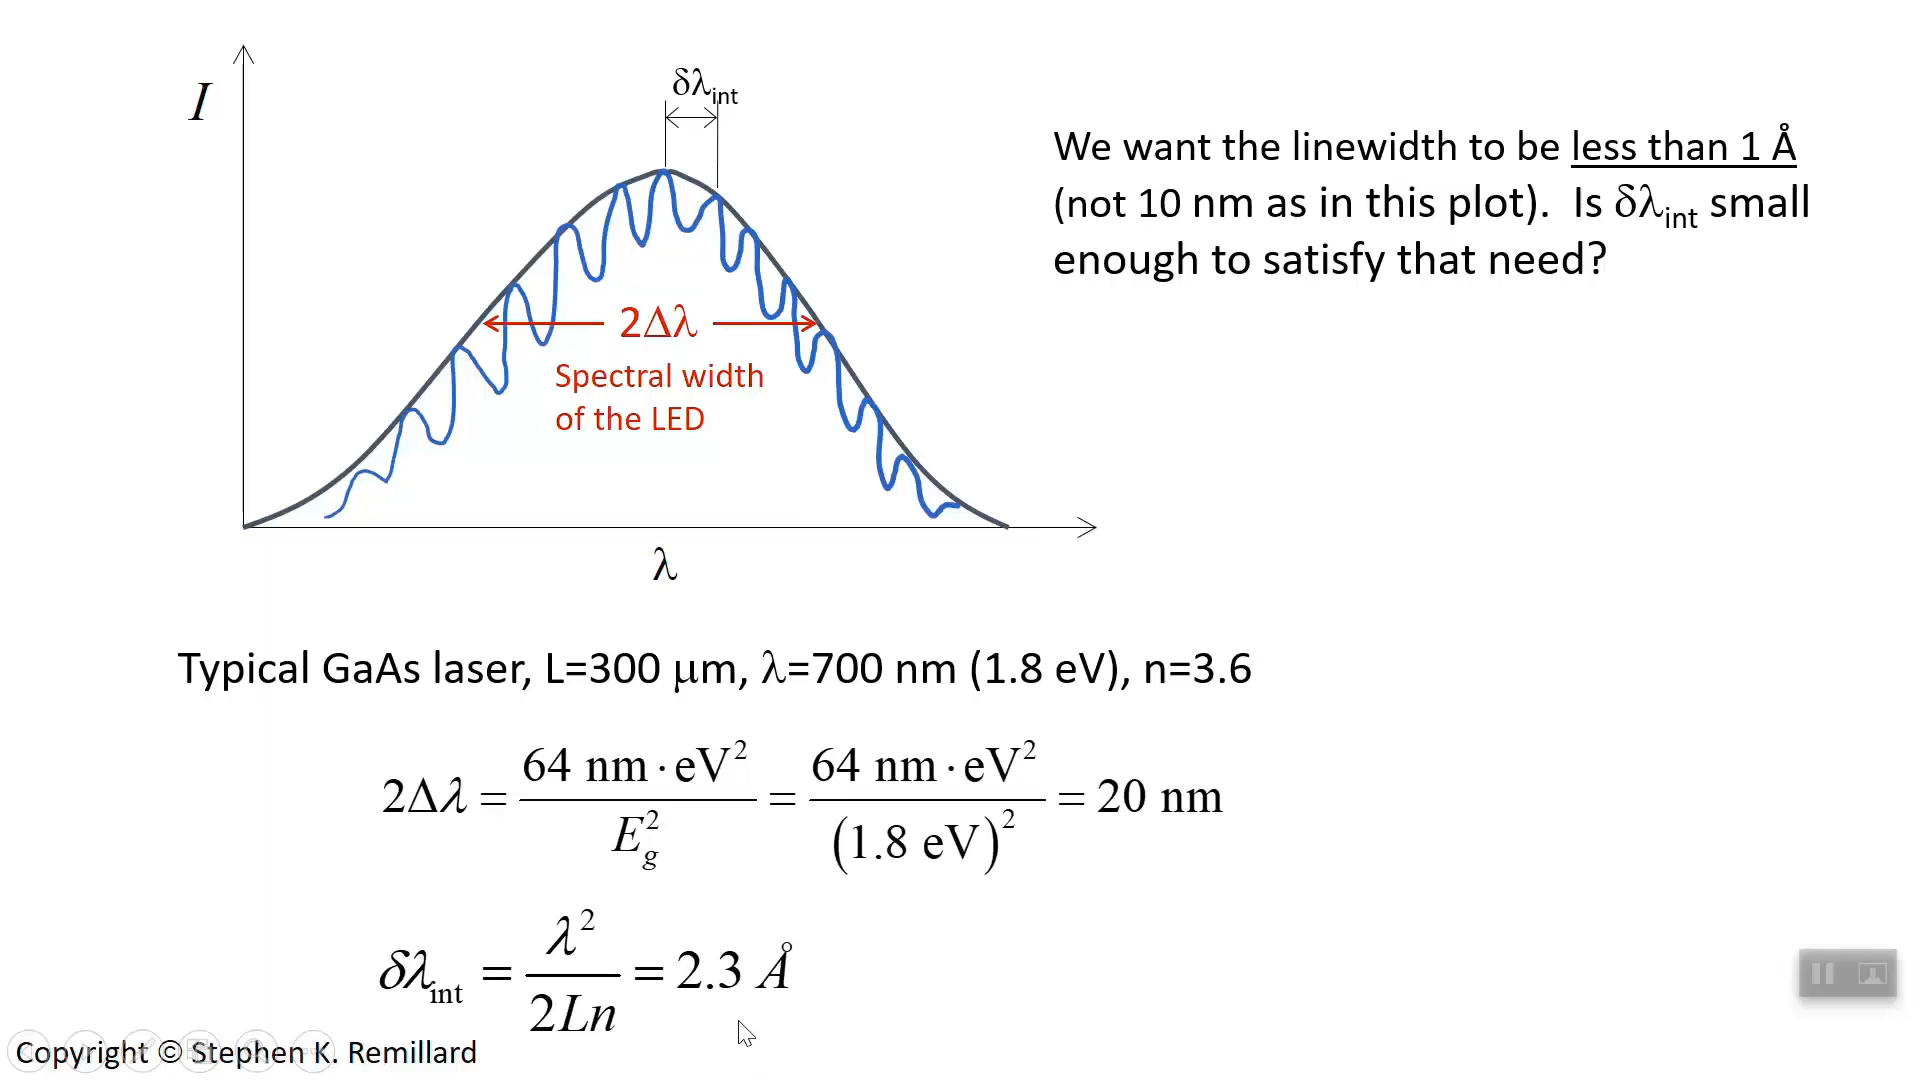 I
δλint
We want the linewidth to be less than 1 Å
(not 10 nm as in this plot). Is δλint small
enough to satisfy that need?
2Δλ
Spectral width
of the LED
λ
Typical GaAs laser, L=300 μm, λ=700 nm (1.8 eV), n=3.6
2Δλ = 64 nm·eV² / E_g² = 64 nm·eV² / (1.8 eV)² = 20 nm
δλint = λ² / 2Ln = 2.3 Å
Copyright © Stephen K. Remillard